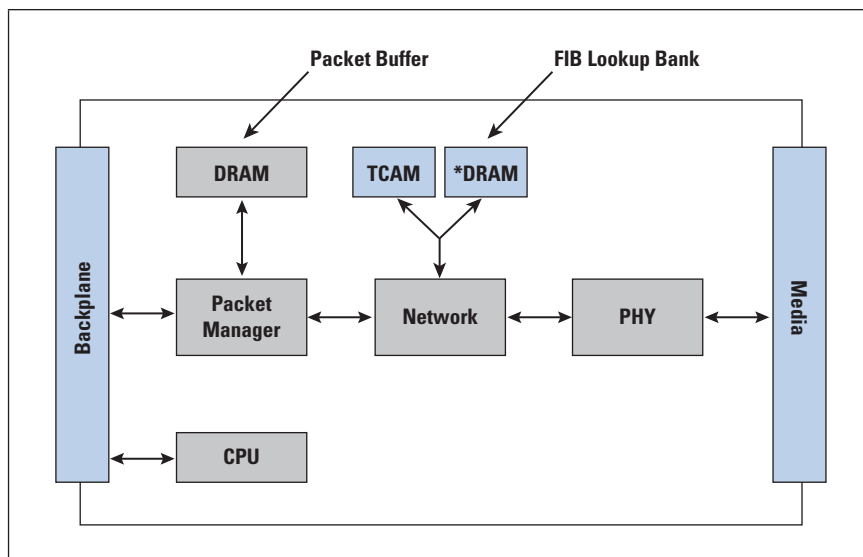 Packet Buffer
FIB Lookup Bank
DRAM
TCAM
*DRAM
Backplane
Packet
Manager
Network
PHY
Media
CPU